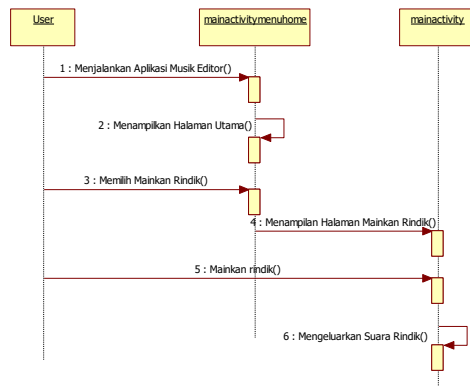 User
mainactivitymenuhome
mainactivity
1 : Menjalankan Aplikasi Musik Editor()
2 : Menampilkan Halaman Utama()
3 : Memilih Mainkan Rindik()
4 : Menampilan Halaman Mainkan Rindik()
5 : Mainkan rindik()
6 : Mengeluarkan Suara Rindik()